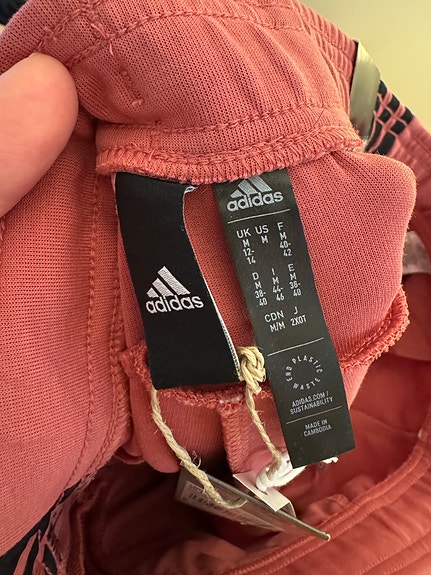 adidas
adidas
UK US F
M M M
12- 40-
14 42
D I E
M M M
38- 44- 38-
40 46 40
CDN J
M/M 2XOT
END PLASTIC
WASTE
ADIDAS.COM/
SUSTAINABILITY
MADE IN
CAMBODIA